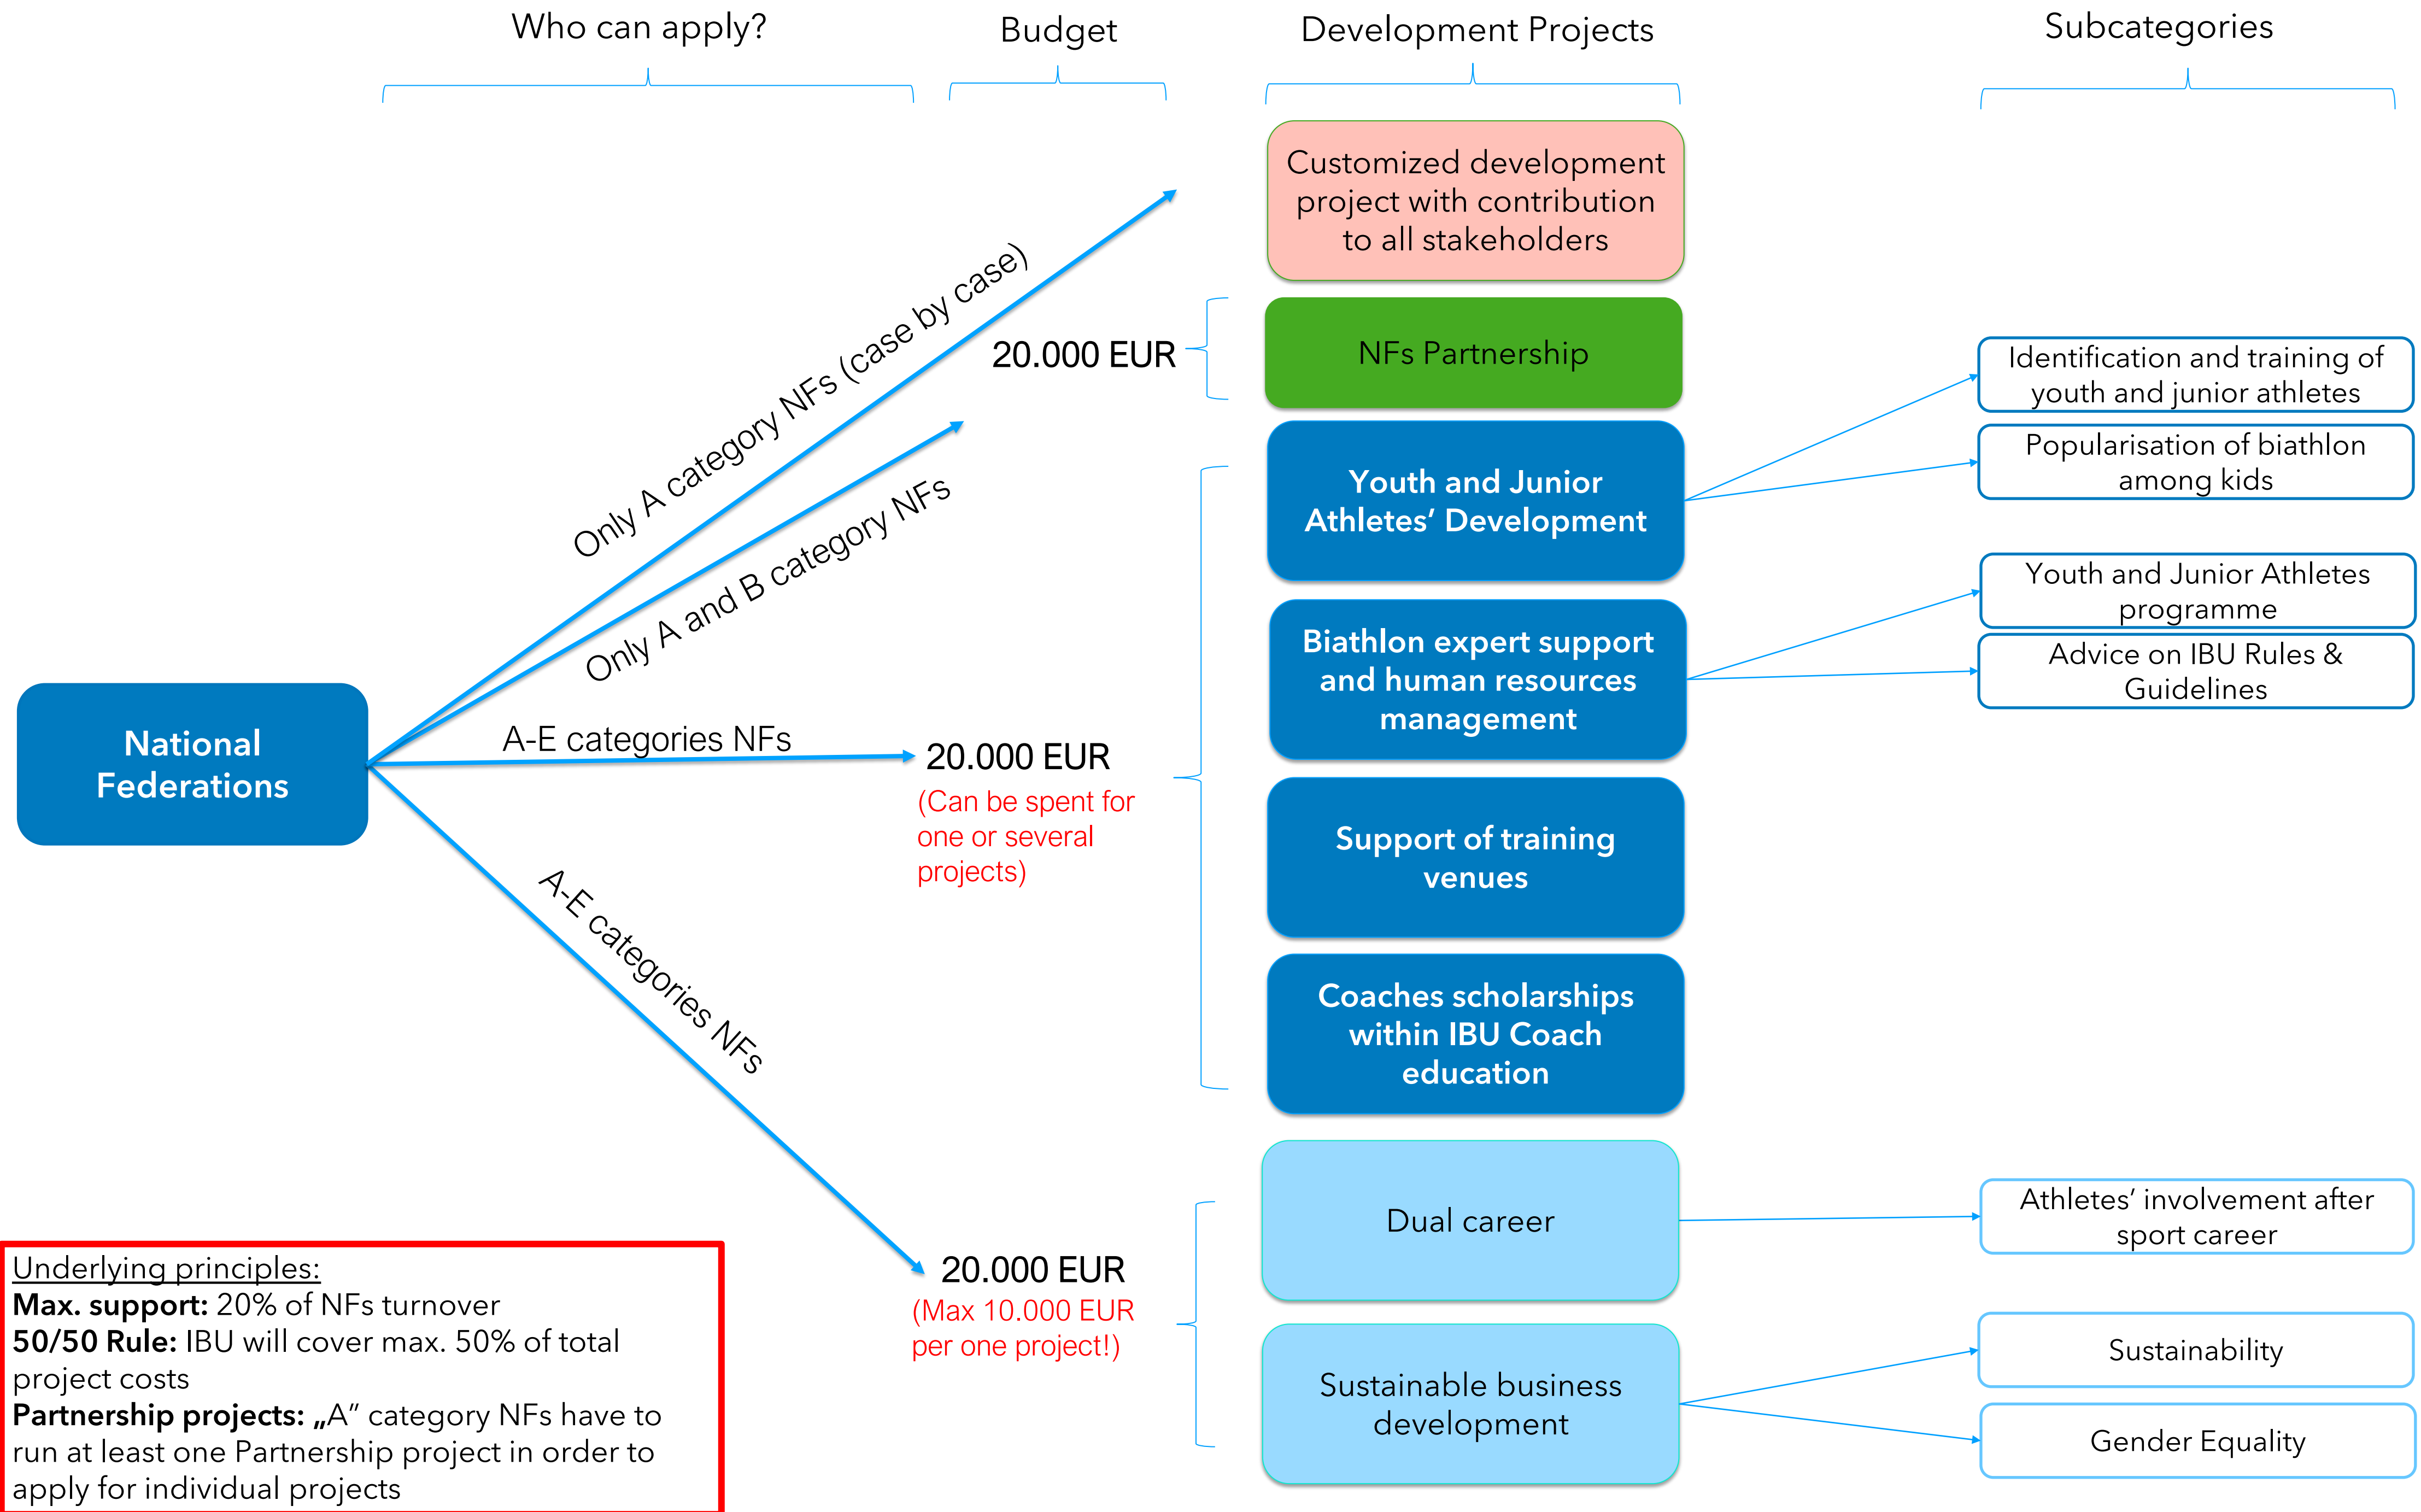 Who can apply?
Budget
Development Projects
Subcategories
Customized development
project with contribution
to all stakeholders
Only A category NFs (case by case)
20.000 EUR
NFs Partnership
Identification and training of
youth and junior athletes
Popularisation of biathlon
among kids
Only A and B category NFs
Youth and Junior
Athletes’ Development
Youth and Junior Athletes
programme
Advice on IBU Rules &
Guidelines
Biathlon expert support
and human resources
management
National
Federations
A-E categories NFs
20.000 EUR
(Can be spent for
one or several
projects)
Support of training
venues
A-E categories NFs
Coaches scholarships
within IBU Coach
education
Dual career
Athletes’ involvement after
sport career
20.000 EUR
(Max 10.000 EUR
per one project!)
Sustainable business
development
Sustainability
Gender Equality
Underlying principles:
Max. support: 20% of NFs turnover
50/50 Rule: IBU will cover max. 50% of total
project costs
Partnership projects: „A” category NFs have to
run at least one Partnership project in order to
apply for individual projects